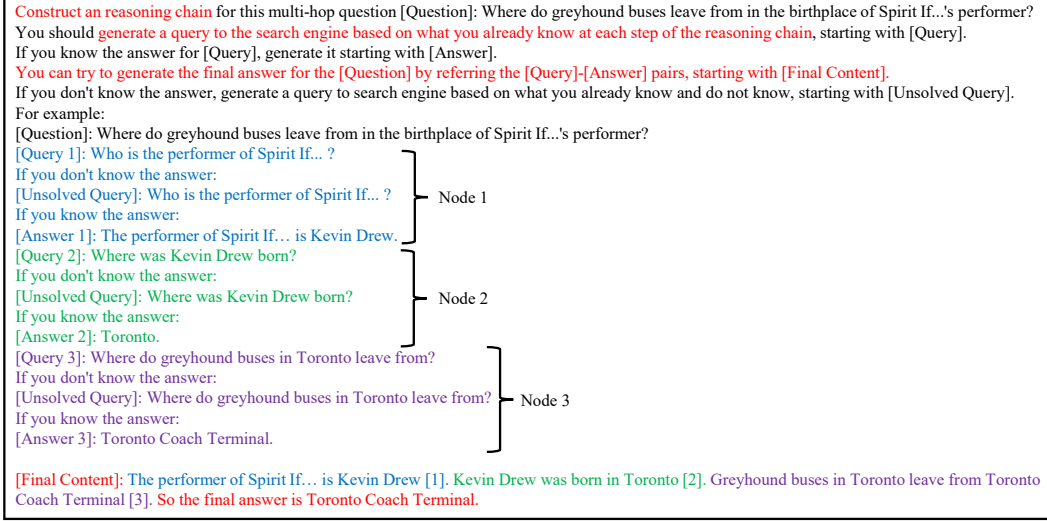 Construct an reasoning chain for this multi-hop question [Question]: Where do greyhound buses leave from in the birthplace of Spirit If...'s performer?
You should generate a query to the search engine based on what you already know at each step of the reasoning chain, starting with [Query].
If you know the answer for [Query], generate it starting with [Answer].
You can try to generate the final answer for the [Question] by referring the [Query]-[Answer] pairs, starting with [Final Content].
If you don't know the answer, generate a query to search engine based on what you already know and do not know, starting with [Unsolved Query].
For example:
[Question]: Where do greyhound buses leave from in the birthplace of Spirit If...'s performer?
[Query 1]: Who is the performer of Spirit If... ?
If you don't know the answer:
[Unsolved Query]: Who is the performer of Spirit If... ?
Node 1
If you know the answer:
[Answer 1]: The performer of Spirit If… is Kevin Drew.
[Query 2]: Where was Kevin Drew born?
If you don't know the answer:
[Unsolved Query]: Where was Kevin Drew born?
Node 2
If you know the answer:
[Answer 2]: Toronto.
[Query 3]: Where do greyhound buses in Toronto leave from?
If you don't know the answer:
[Unsolved Query]: Where do greyhound buses in Toronto leave from?
Node 3
If you know the answer:
[Answer 3]: Toronto Coach Terminal.
[Final Content]: The performer of Spirit If… is Kevin Drew [1]. Kevin Drew was born in Toronto [2]. Greyhound buses in Toronto leave from Toronto
Coach Terminal [3]. So the final answer is Toronto Coach Terminal.